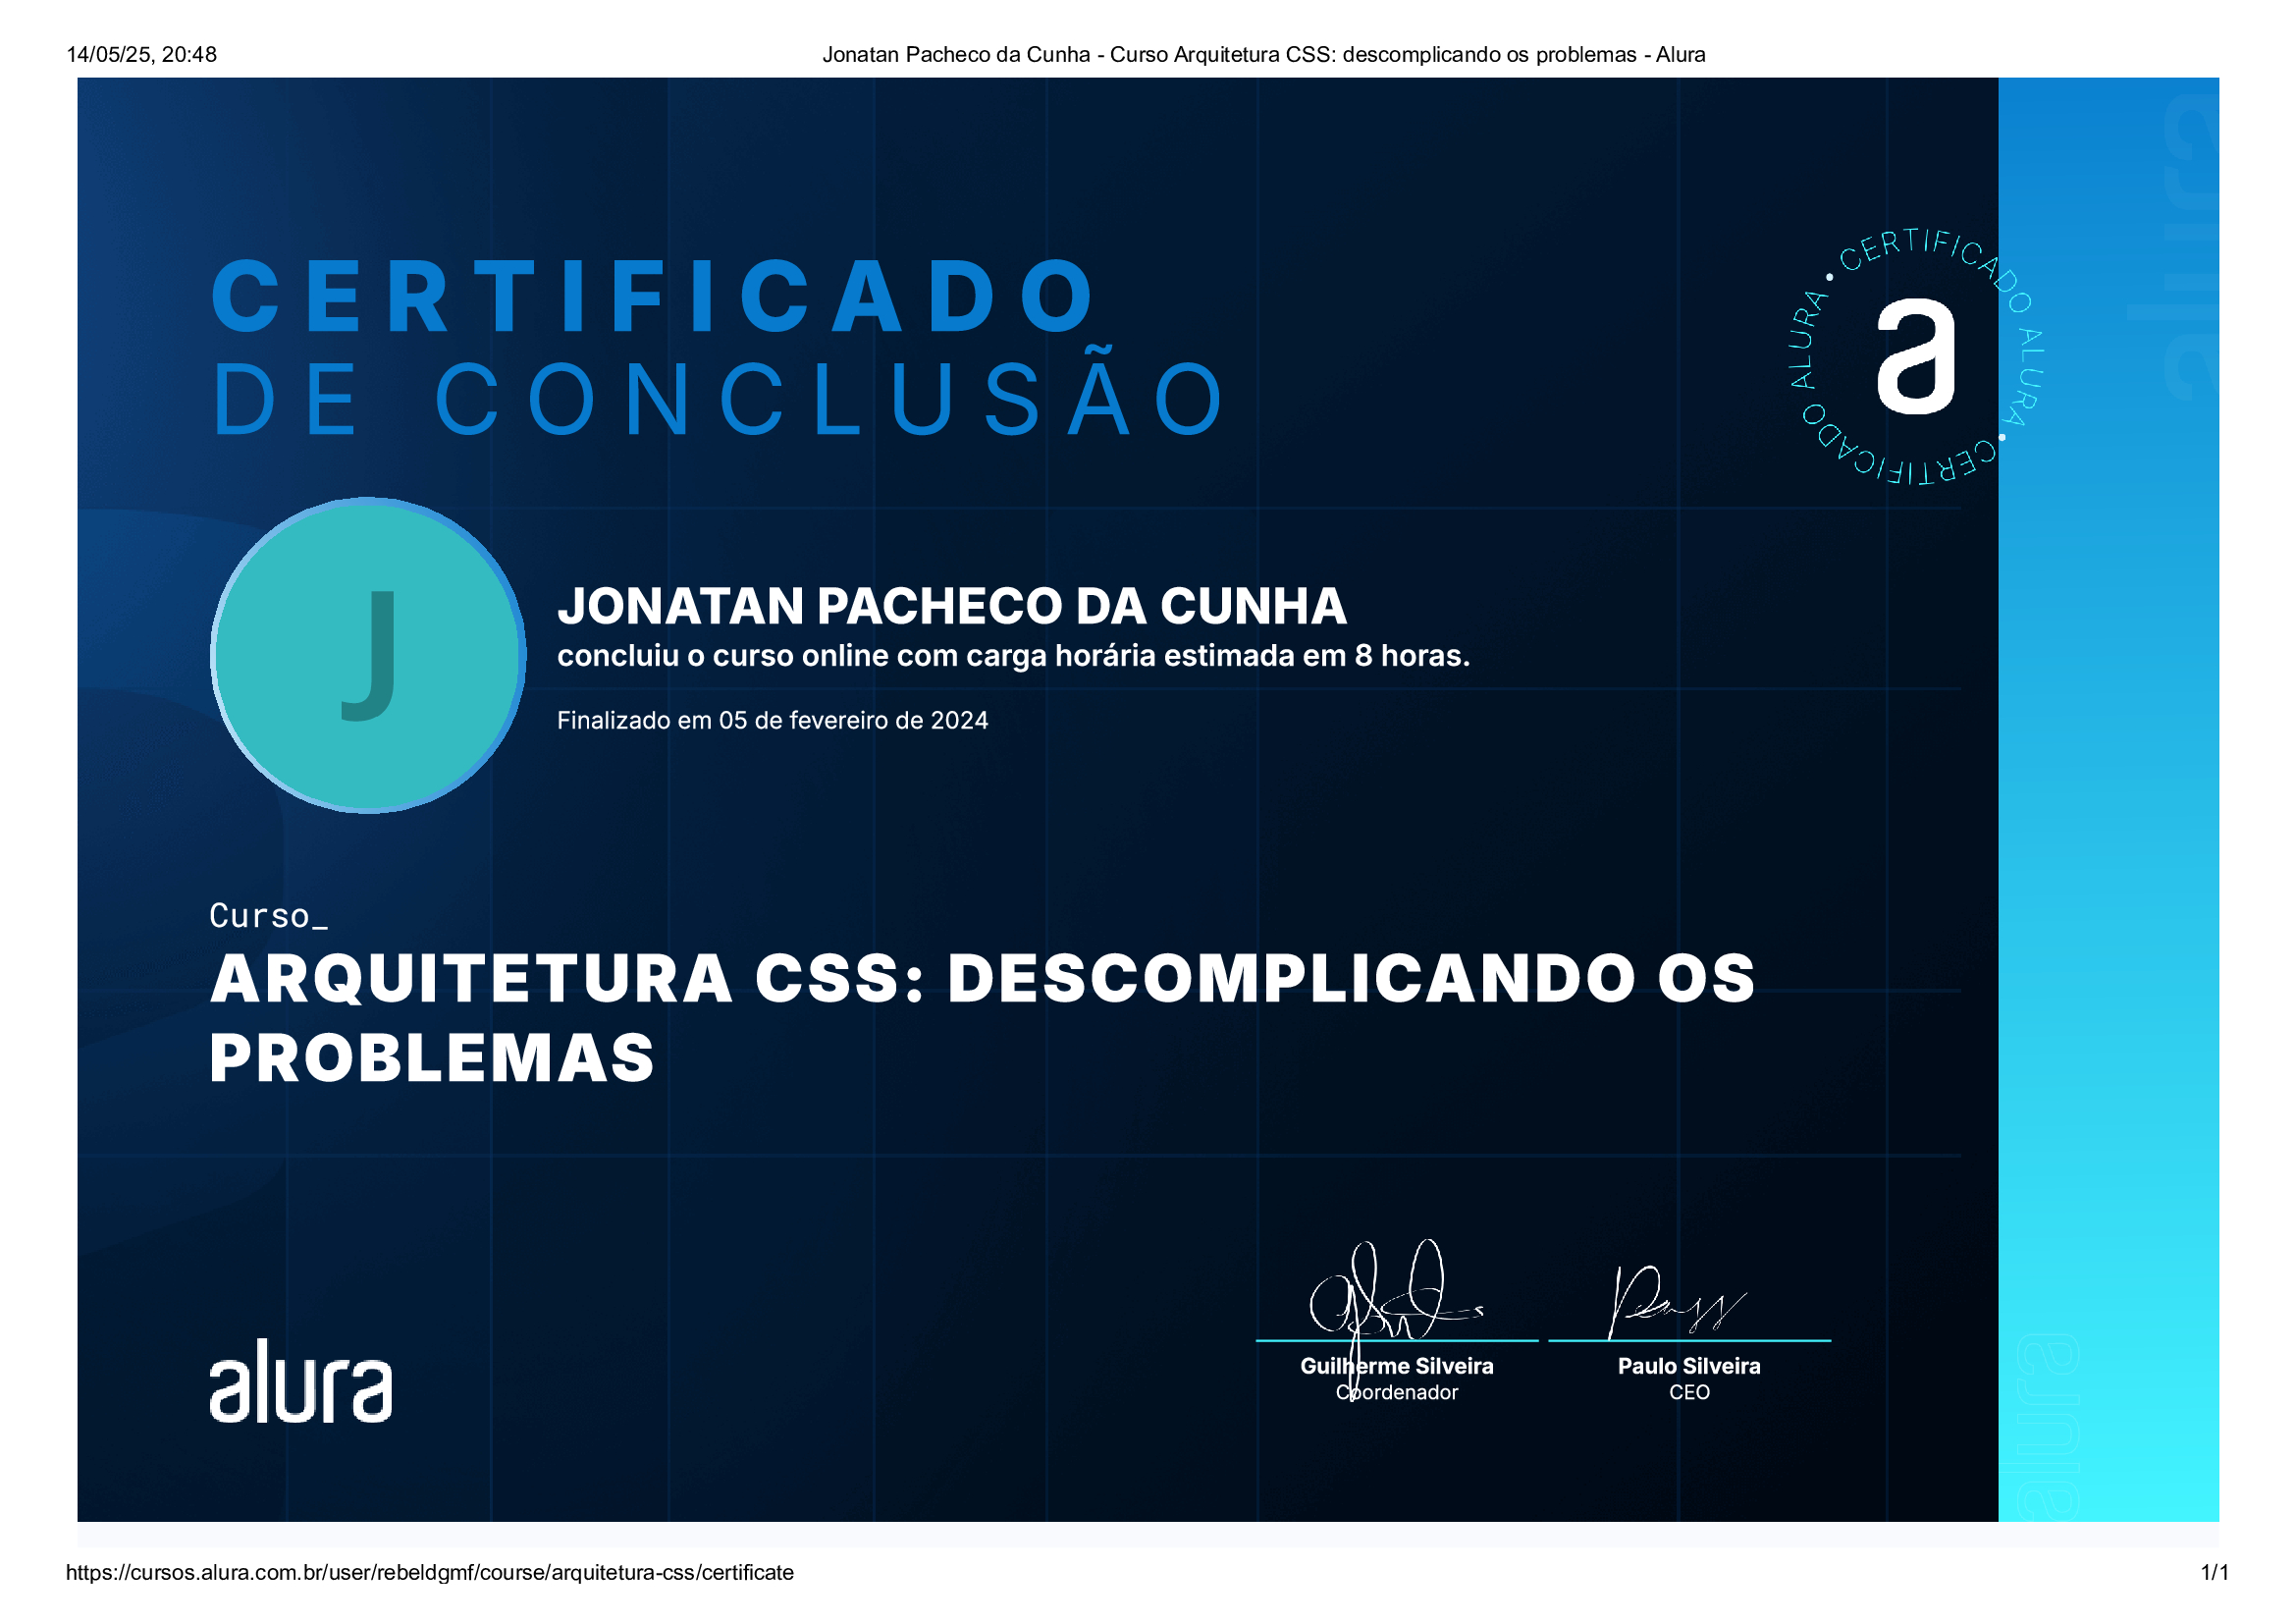 14/05/25, 20:48
Jonatan Pacheco da Cunha - Curso Arquitetura CSS: descomplicando os problemas - Alura
alura
CERTIFICADO
DE CONCLUSÃO
CERTIFICADO ALURA • CERTIFICADO ALURA •
a
J
JONATAN PACHECO DA CUNHA
concluiu o curso online com carga horária estimada em 8 horas.
Finalizado em 05 de fevereiro de 2024
Curso_
ARQUITETURA CSS: DESCOMPLICANDO OS
PROBLEMAS
alura
Guilherme Silveira
Coordenador
Paulo Silveira
CEO
alura
https://cursos.alura.com.br/user/rebeldgmf/course/arquitetura-css/certificate
1/1